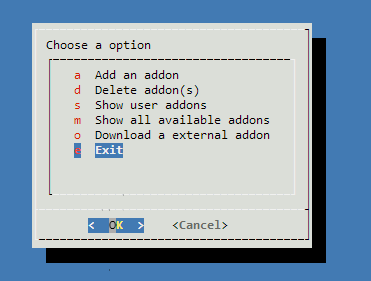 Choose a option
a Add an addon
d Delete addon(s)
s Show user addons
m Show all available addons
o Download a external addon
Exit
< OK > <Cancel>